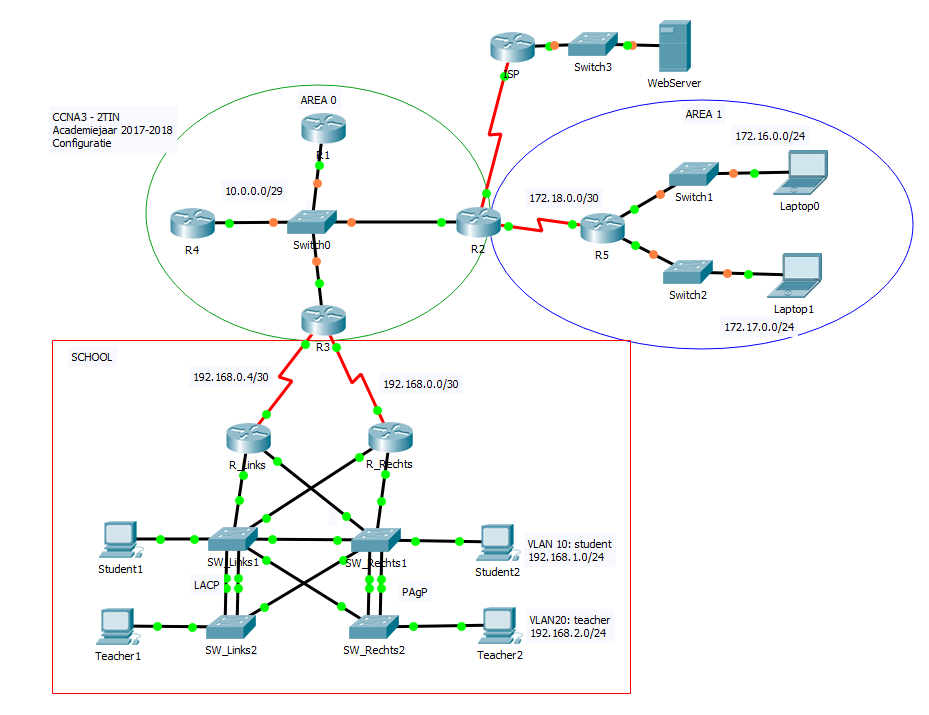 CCNA3 - 2TIN
Academiejaar 2017-2018
Configuratie
AREA 0
R1
10.0.0.0/29
R4
Switch0
R2
R3
ISP
Switch3
WebServer
AREA 1
172.16.0.0/24
172.18.0.0/30
Switch1
Laptop0
R5
Switch2
Laptop1
172.17.0.0/24
SCHOOL
192.168.0.4/30
192.168.0.0/30
R_Links
R_Rechts
Student1
SW_Links1
SW_Rechts1
Student2
VLAN 10: student
192.168.1.0/24
LACP
PAgP
Teacher1
SW_Links2
SW_Rechts2
Teacher2
VLAN20: teacher
192.168.2.0/24